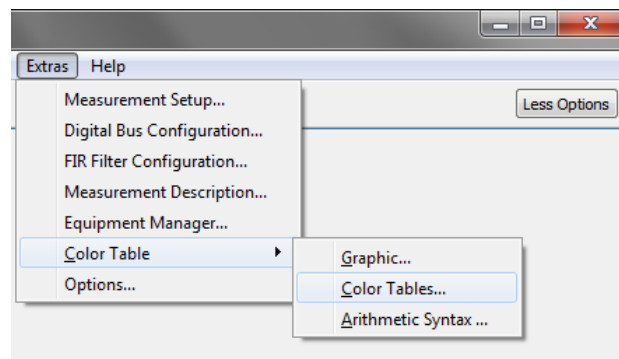 Extras Help
Measurement Setup...
Less Options
Digital Bus Configuration...
FIR Filter Configuration...
Measurement Description...
Equipment Manager...
Color Table
Graphic...
Options...
Color Tables...
Arithmetic Syntax ...